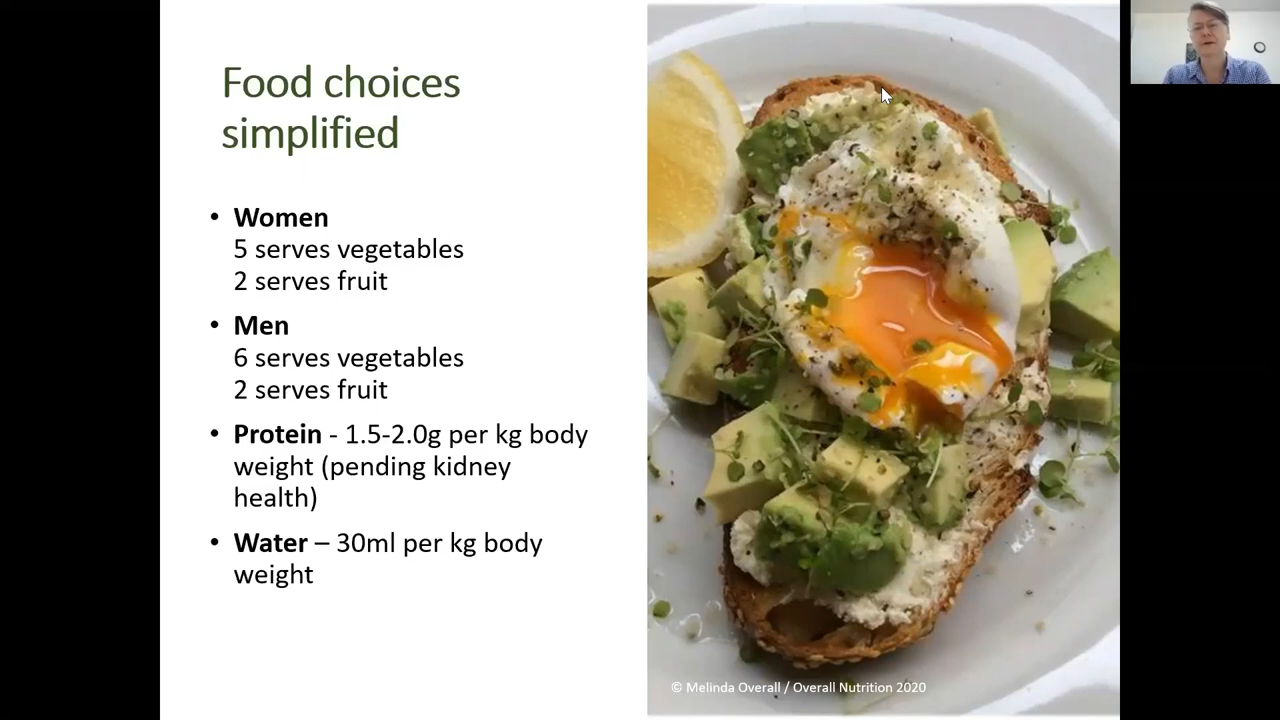 Food choices
simplified
• Women
5 serves vegetables
2 serves fruit
• Men
6 serves vegetables
2 serves fruit
• Protein - 1.5-2.0g per kg body
weight (pending kidney
health)
• Water – 30ml per kg body
weight
© Melinda Overall / Overall Nutrition 2020